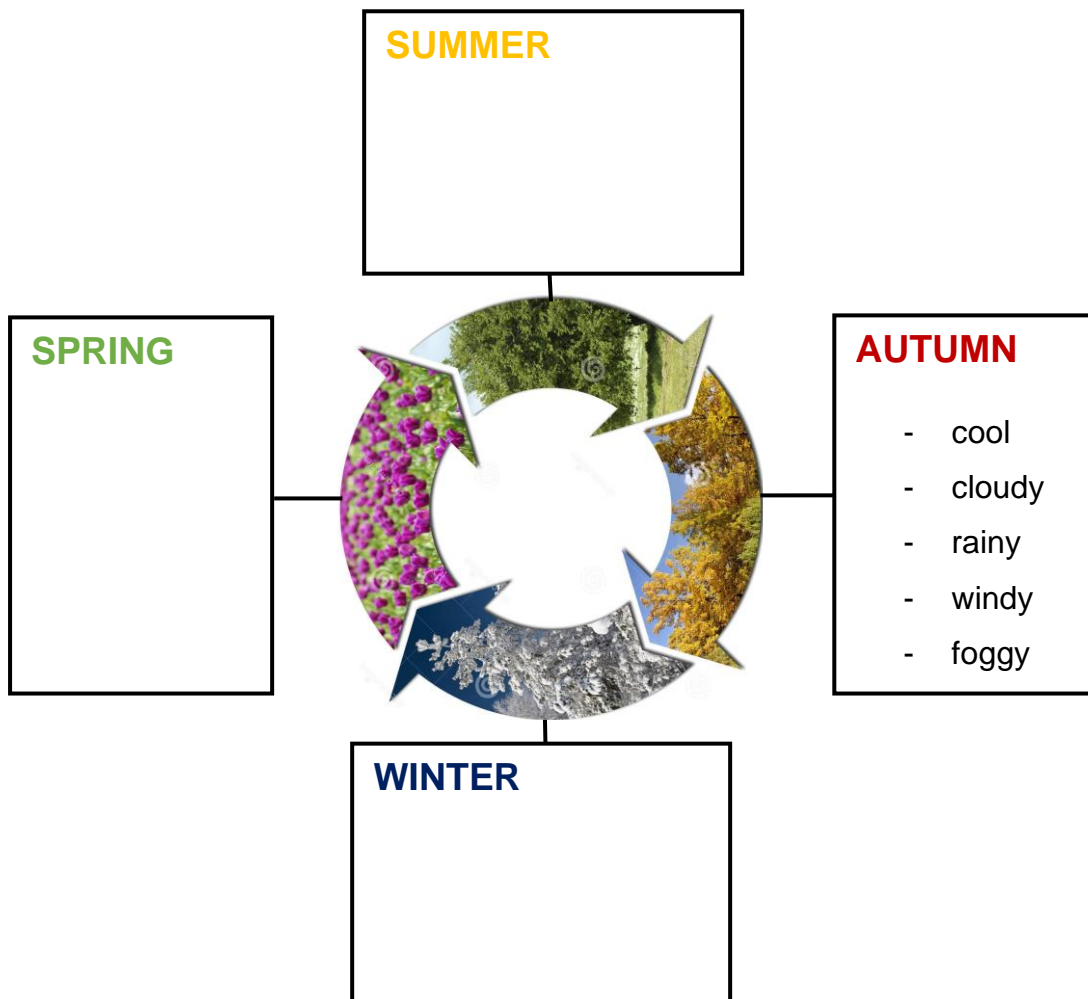 SUMMER
SPRING
AUTUMN
- cool
- cloudy
- rainy
- windy
- foggy
WINTER